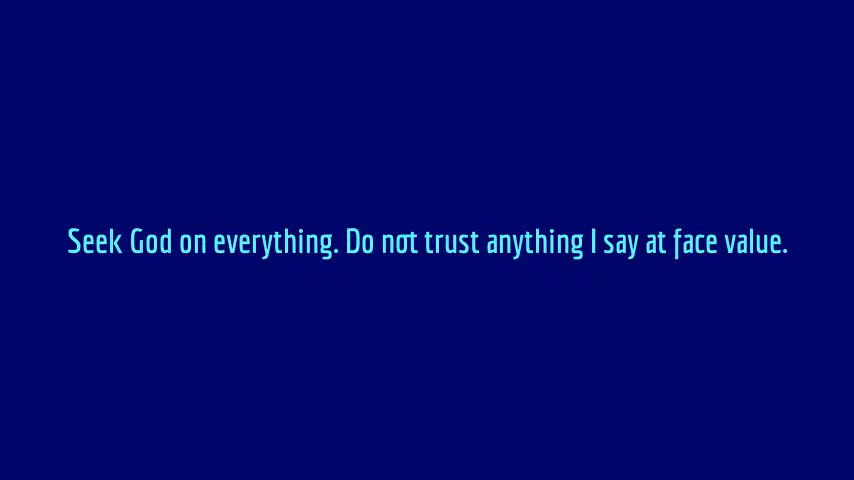 Seek God on everything. Do not trust anything I say at face value.